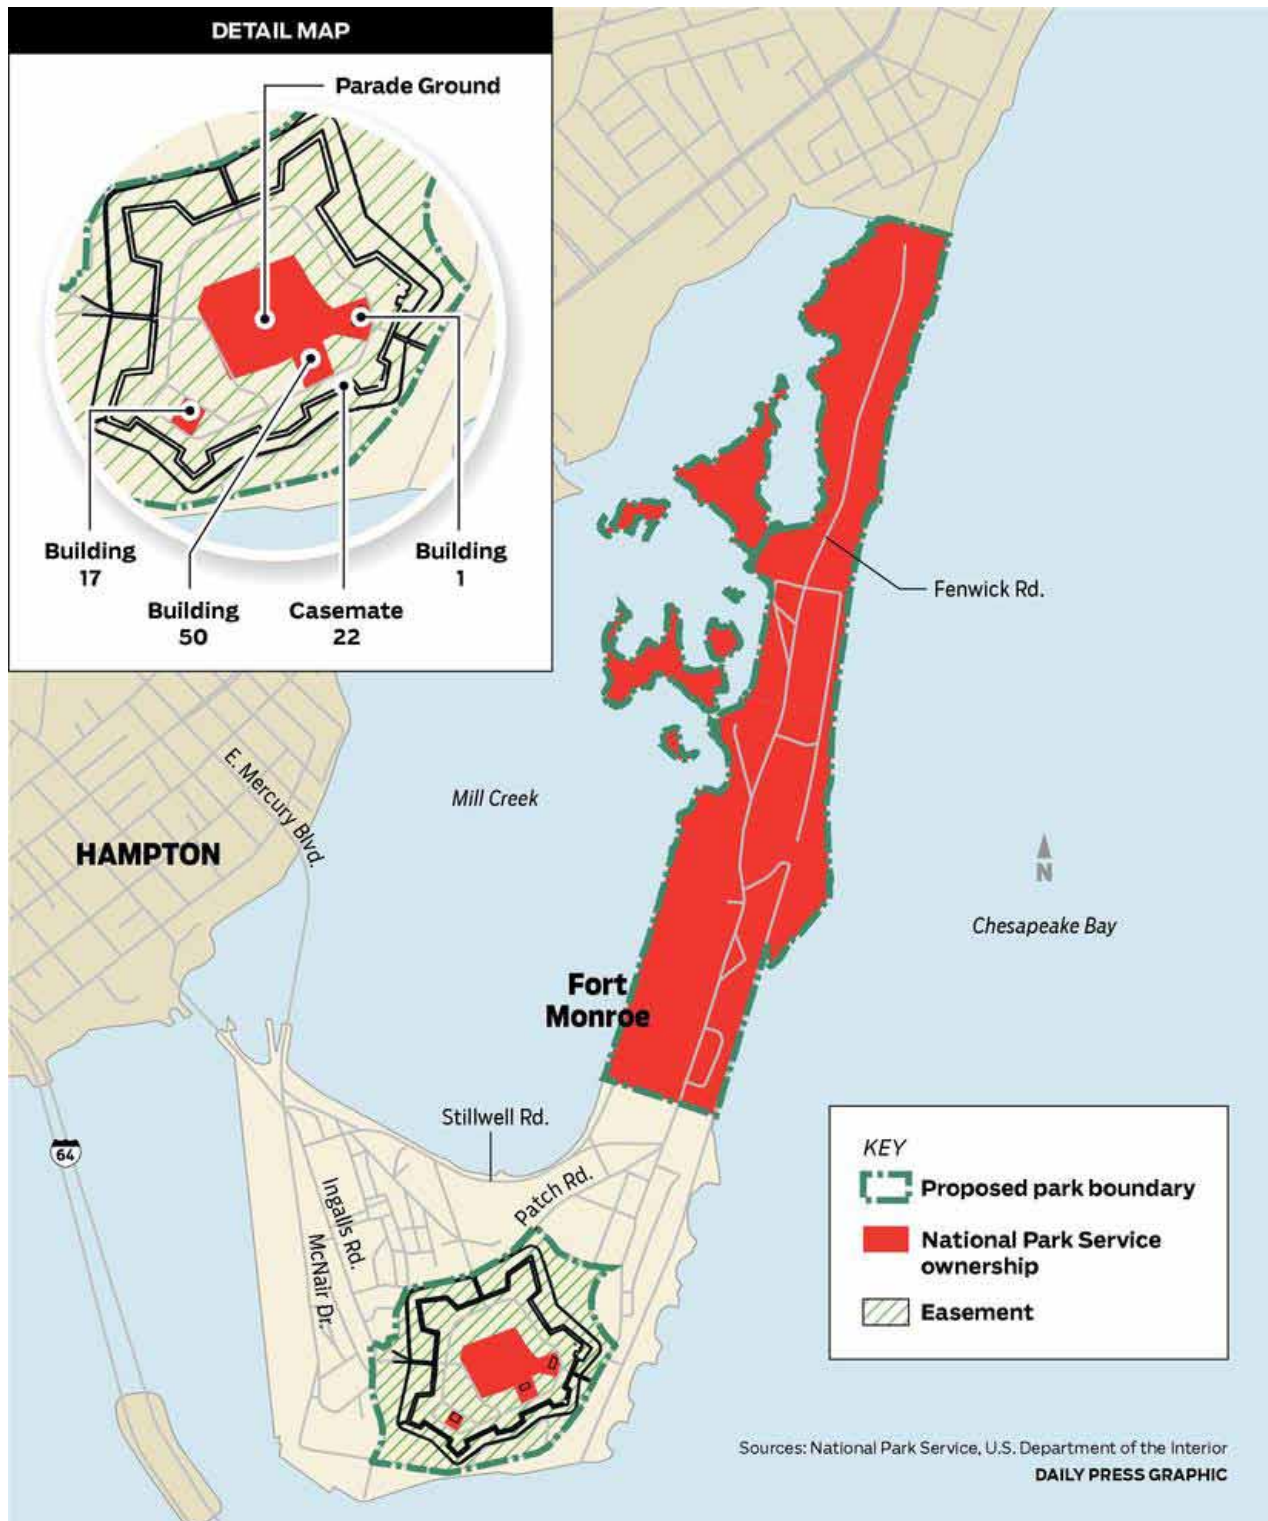 DETAIL MAP
Parade Ground
Building
17
Building
50
Casemate
22
Building
1
Fenwick Rd.
E. Mercury Blvd.
Mill Creek
HAMPTON
N
Chesapeake Bay
Fort
Monroe
Stillwell Rd.
64
Patch Rd.
Ingalls Rd.
McNair Dr.
KEY
Proposed park boundary
National Park Service
ownership
Easement
Sources: National Park Service, U.S. Department of the Interior
DAILY PRESS GRAPHIC